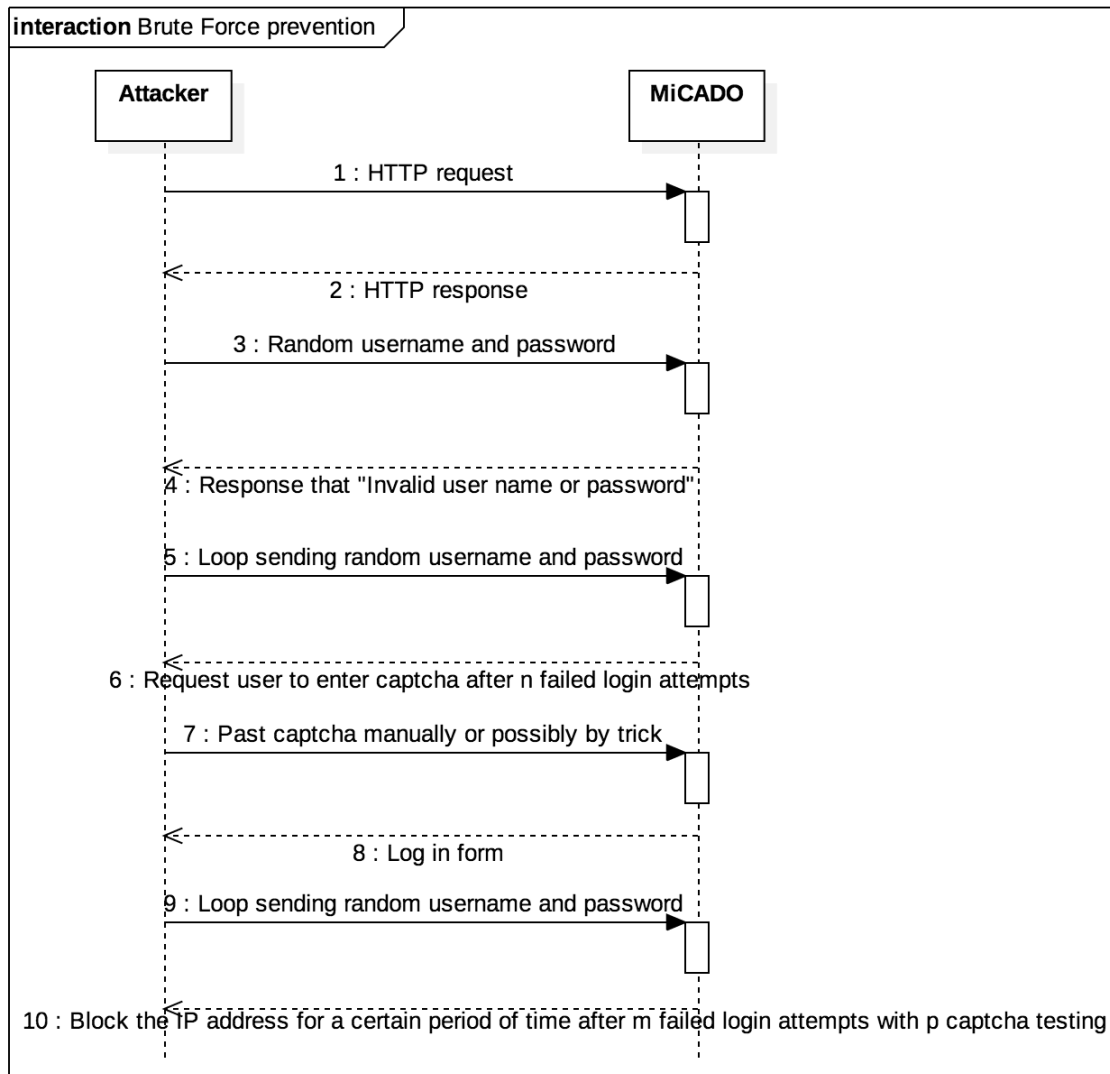 interaction Brute Force prevention
Attacker
MiCADO
1 : HTTP request
2 : HTTP response
3 : Random username and password
4 : Response that "Invalid user name or password"
5 : Loop sending random username and password
6 : Request user to enter captcha after n failed login attempts
7 : Past captcha manually or possibly by trick
8 : Log in form
9 : Loop sending random username and password
10 : Block the IP address for a certain period of time after m failed login attempts with p captcha testing